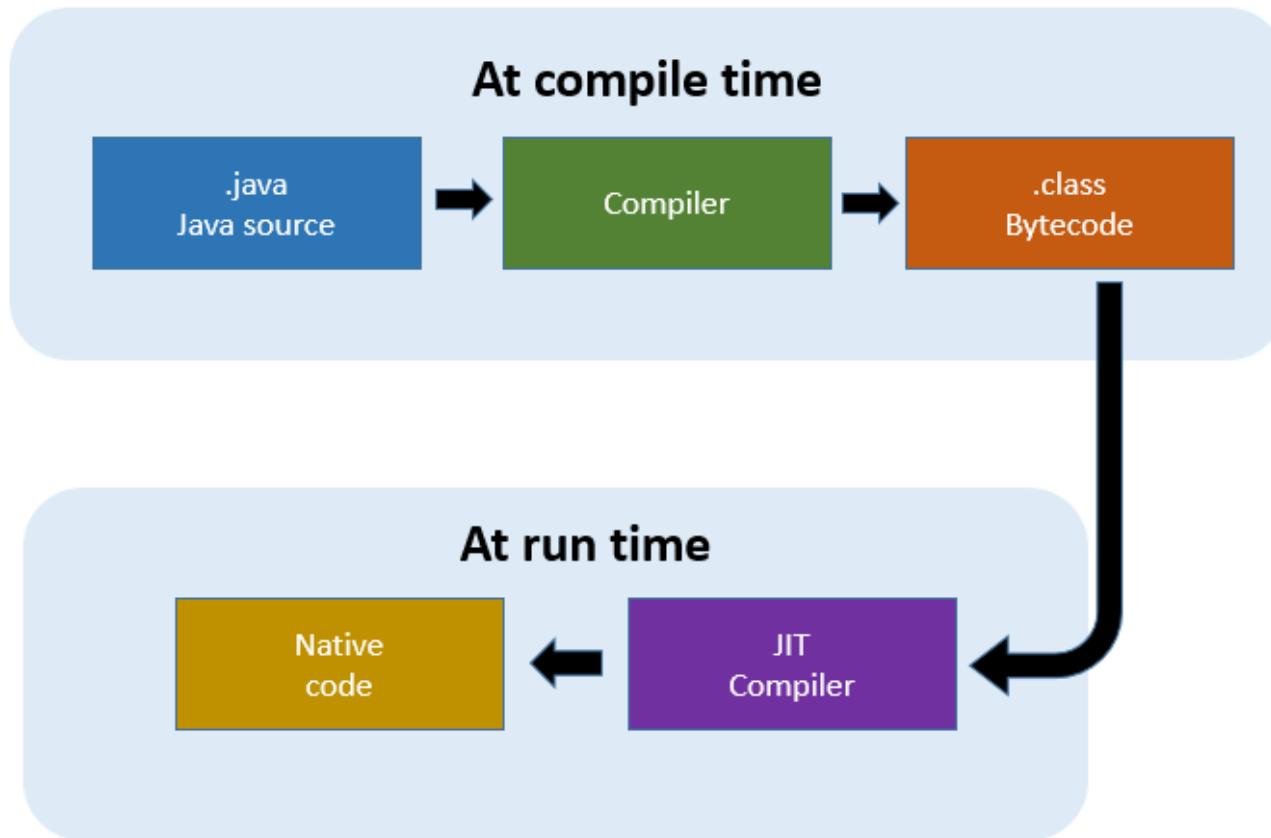 At compile time
.java
Java source
Compiler
.class
Bytecode
At run time
Native
code
JIT
Compiler